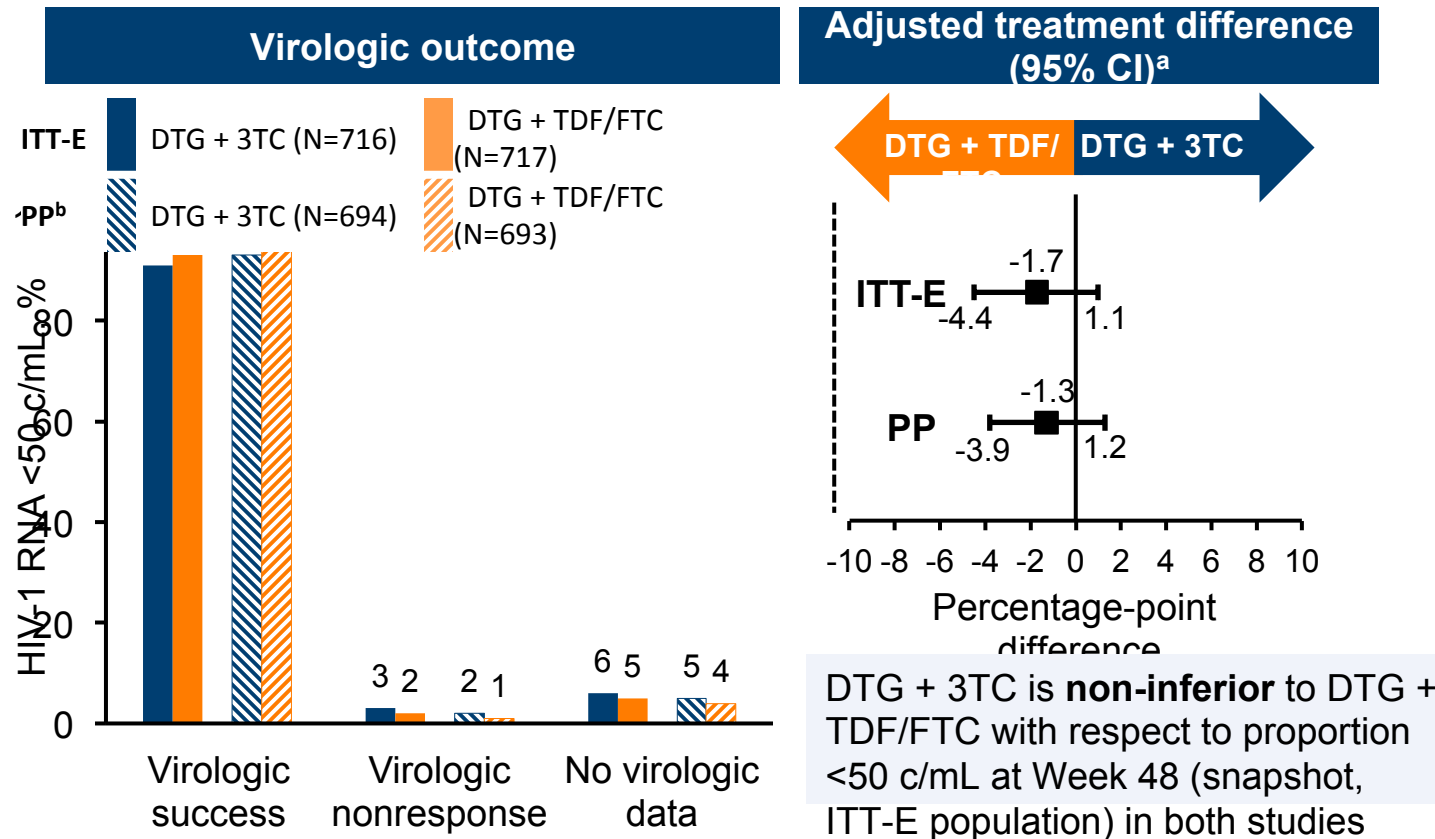 Virologic outcome
ITT-E
DTG + 3TC (N=716)
DTG + TDF/FTC
(N=717)
PPb
DTG + 3TC (N=694)
DTG + TDF/FTC
(N=693)
HIV-1 RNA <50 c/mL, %
80
60
40
20
0
3 2 2 1
6 5 5 4
Virologic
success
Virologic
nonresponse
No virologic
data
Adjusted treatment difference
(95% CI)a
DTG + TDF/
DTG + 3TC
-1.7
ITT-E
-4.4 1.1
-1.3
PP
-3.9 1.2
-10 -8 -6 -4 -2 0 2 4 6 8 10
Percentage-point
difference
DTG + 3TC is non-inferior to DTG +
TDF/FTC with respect to proportion
<50 c/mL at Week 48 (snapshot,
ITT-E population) in both studies